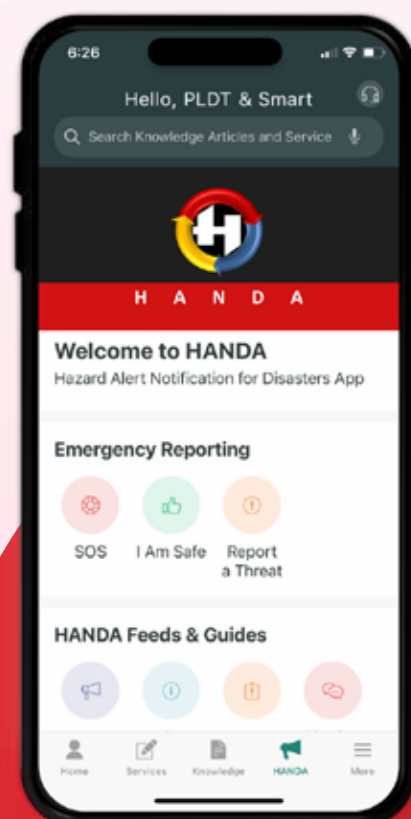 6:26
Hello, PLDT & Smart
Search Knowledge Articles and Service
H
H A N D A
Welcome to HANDA
Hazard Alert Notification for Disasters App
Emergency Reporting
SOS I Am Safe Report
a Threat
HANDA Feeds & Guides
Home Services Knowledge HANDA More